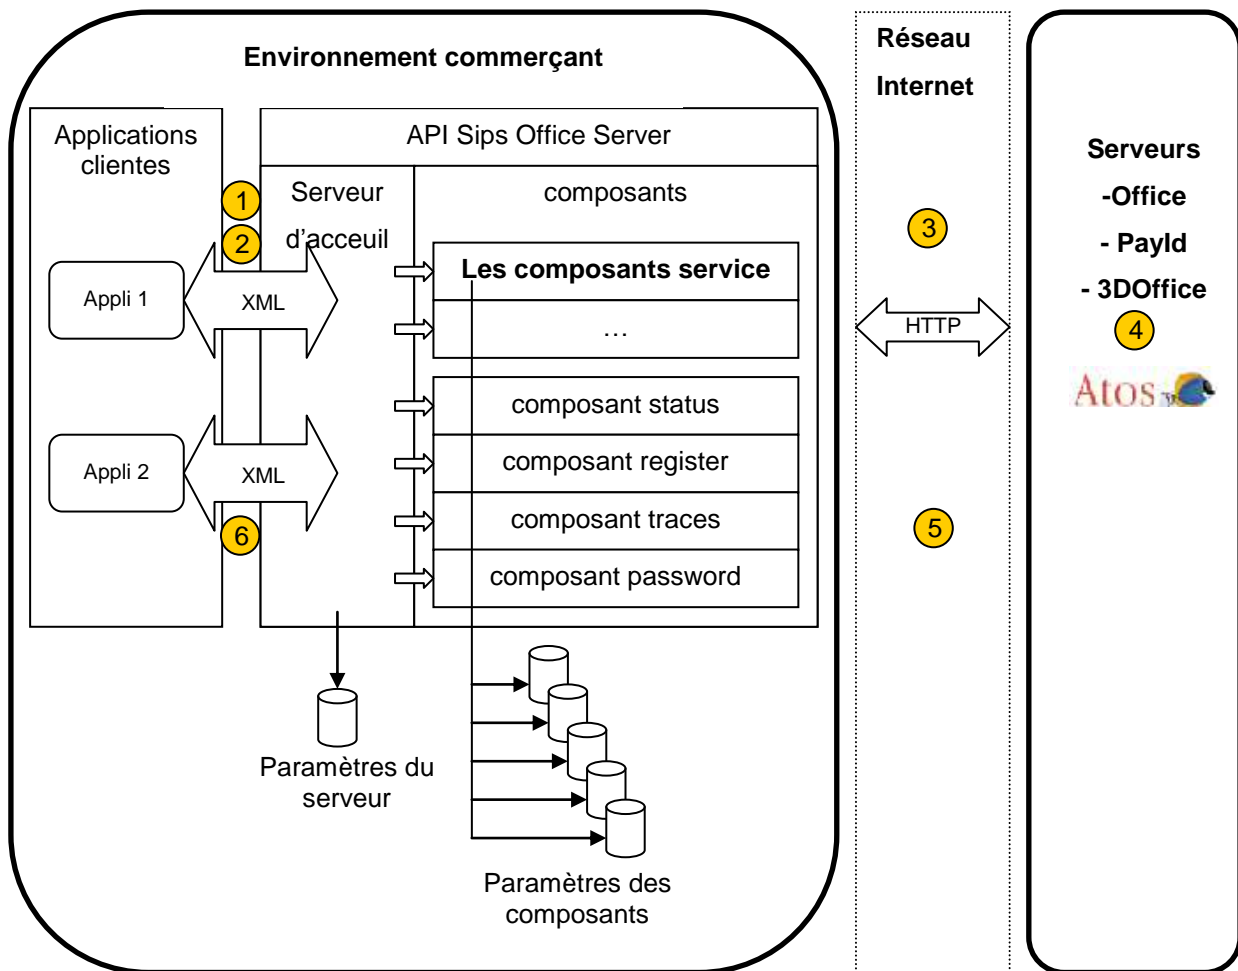 Environnement commerçant
Applications
clientes
API Sips Office Server
Serveur
d'acceuil
composants
1
2
Appli 1
XML
Les composants service
…
composant status
Appli 2
XML
composant register
composant traces
6
composant password
Paramètres du
serveur
Paramètres des
composants
Réseau
Internet
3
HTTP
5
Serveurs
-Office
- PayId
- 3DOffice
4
Atos